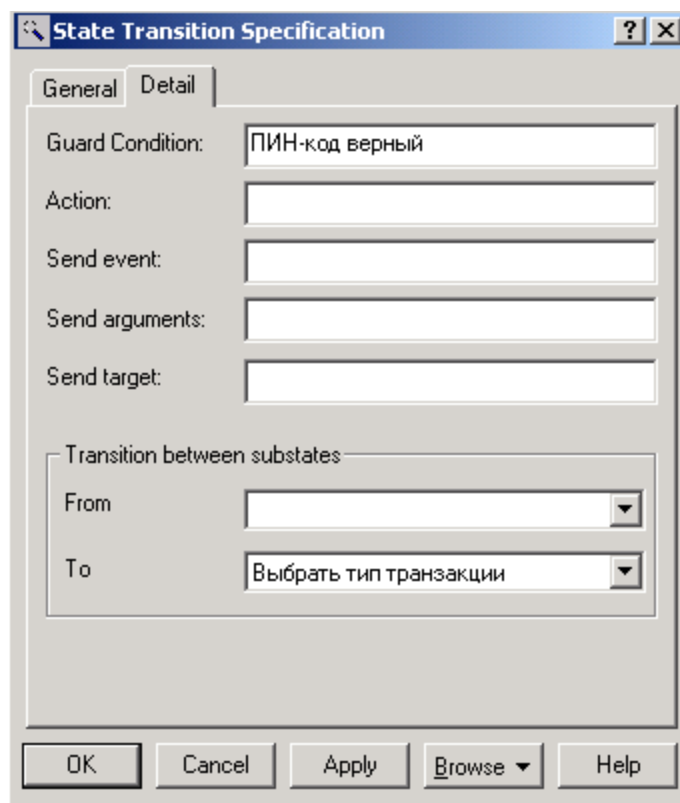 State Transition Specification
General Detail
Guard Condition: ПИН-код верный
Action:
Send event:
Send arguments:
Send target:
Transition between substates
From
To Выбрать тип транзакции
OK Cancel Apply Browse Help